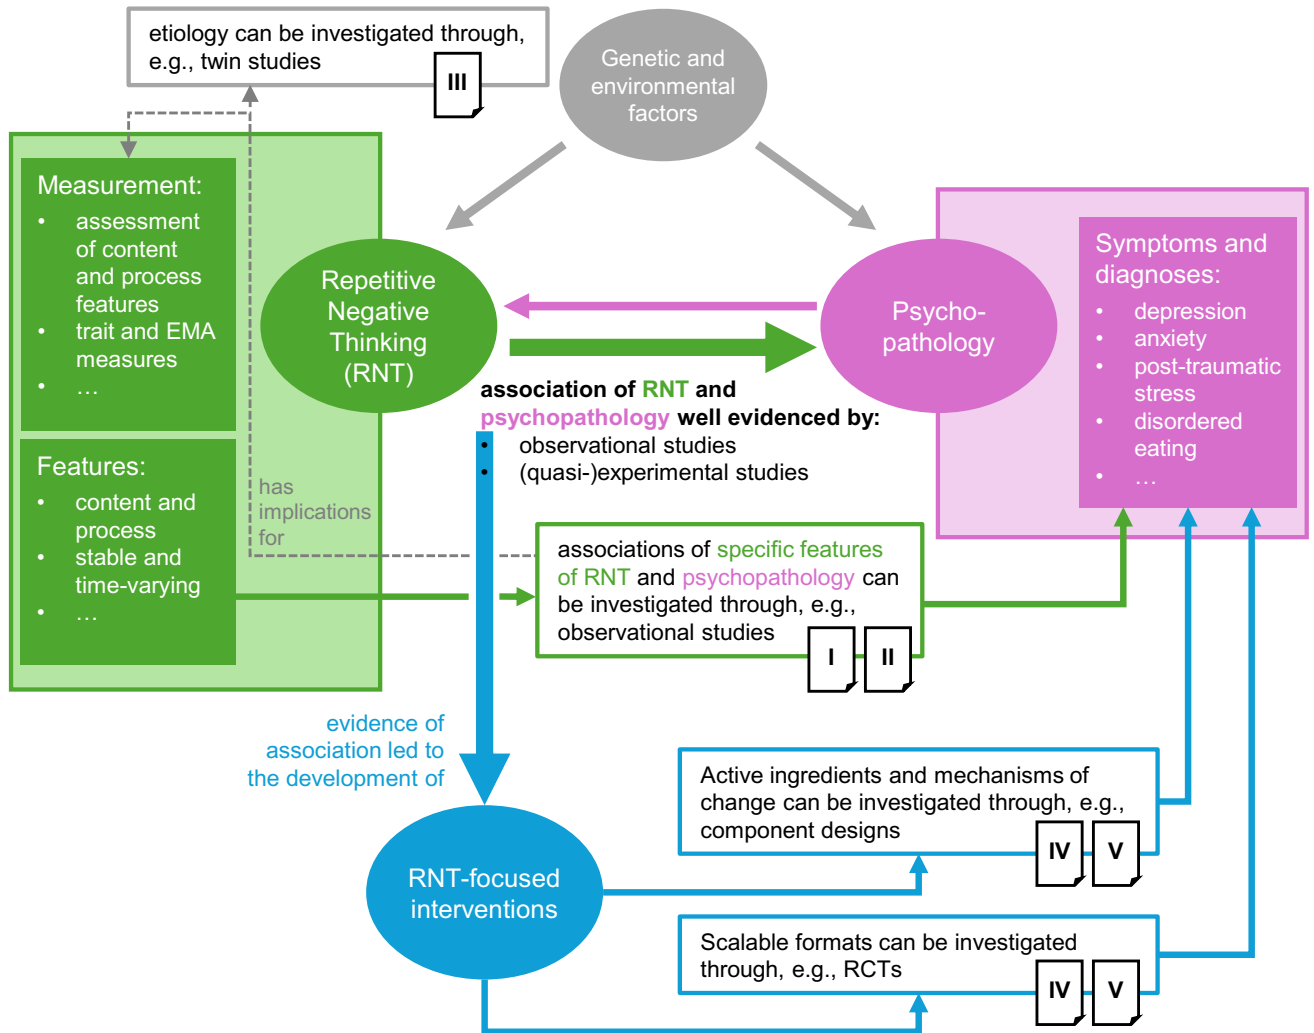 etiology can be investigated through,
e.g., twin studies
III
Genetic and
environmental
factors
Measurement:
• assessment
of content
and process
features
• trait and EMA
measures
• …
Features:
• content and
process
• stable and
time-varying
• …
Repetitive
Negative
Thinking
(RNT)
Psycho-
pathology
Symptoms and
diagnoses:
• depression
• anxiety
• post-traumatic
stress
• disordered
eating
• …
association of RNT and
psychopathology well evidenced by:
• observational studies
• (quasi-)experimental studies
has
implications
for
associations of specific features
of RNT and psychopathology can
be investigated through, e.g.,
observational studies
I
II
evidence of
association led to
the development of
RNT-focused
interventions
Active ingredients and mechanisms of
change can be investigated through, e.g.,
component designs
IV
V
Scalable formats can be investigated
through, e.g., RCTs
IV
V